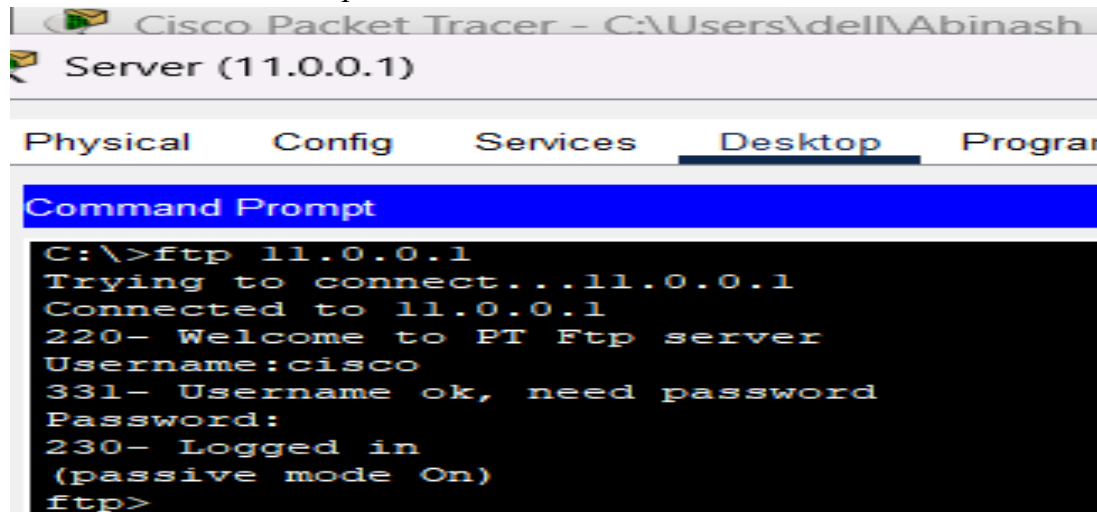 Cisco Packet Tracer - C:\Users\dell\Abinash
Server (11.0.0.1)
Physical Config Services Desktop
Command Prompt
C:\>ftp 11.0.0.1
Trying to connect...11.0.0.1
Connected to 11.0.0.1
220- Welcome to PT Ftp server
Username:cisco
331- Username ok, need password
Password:
230- Logged in
(passive mode On)
ftp>